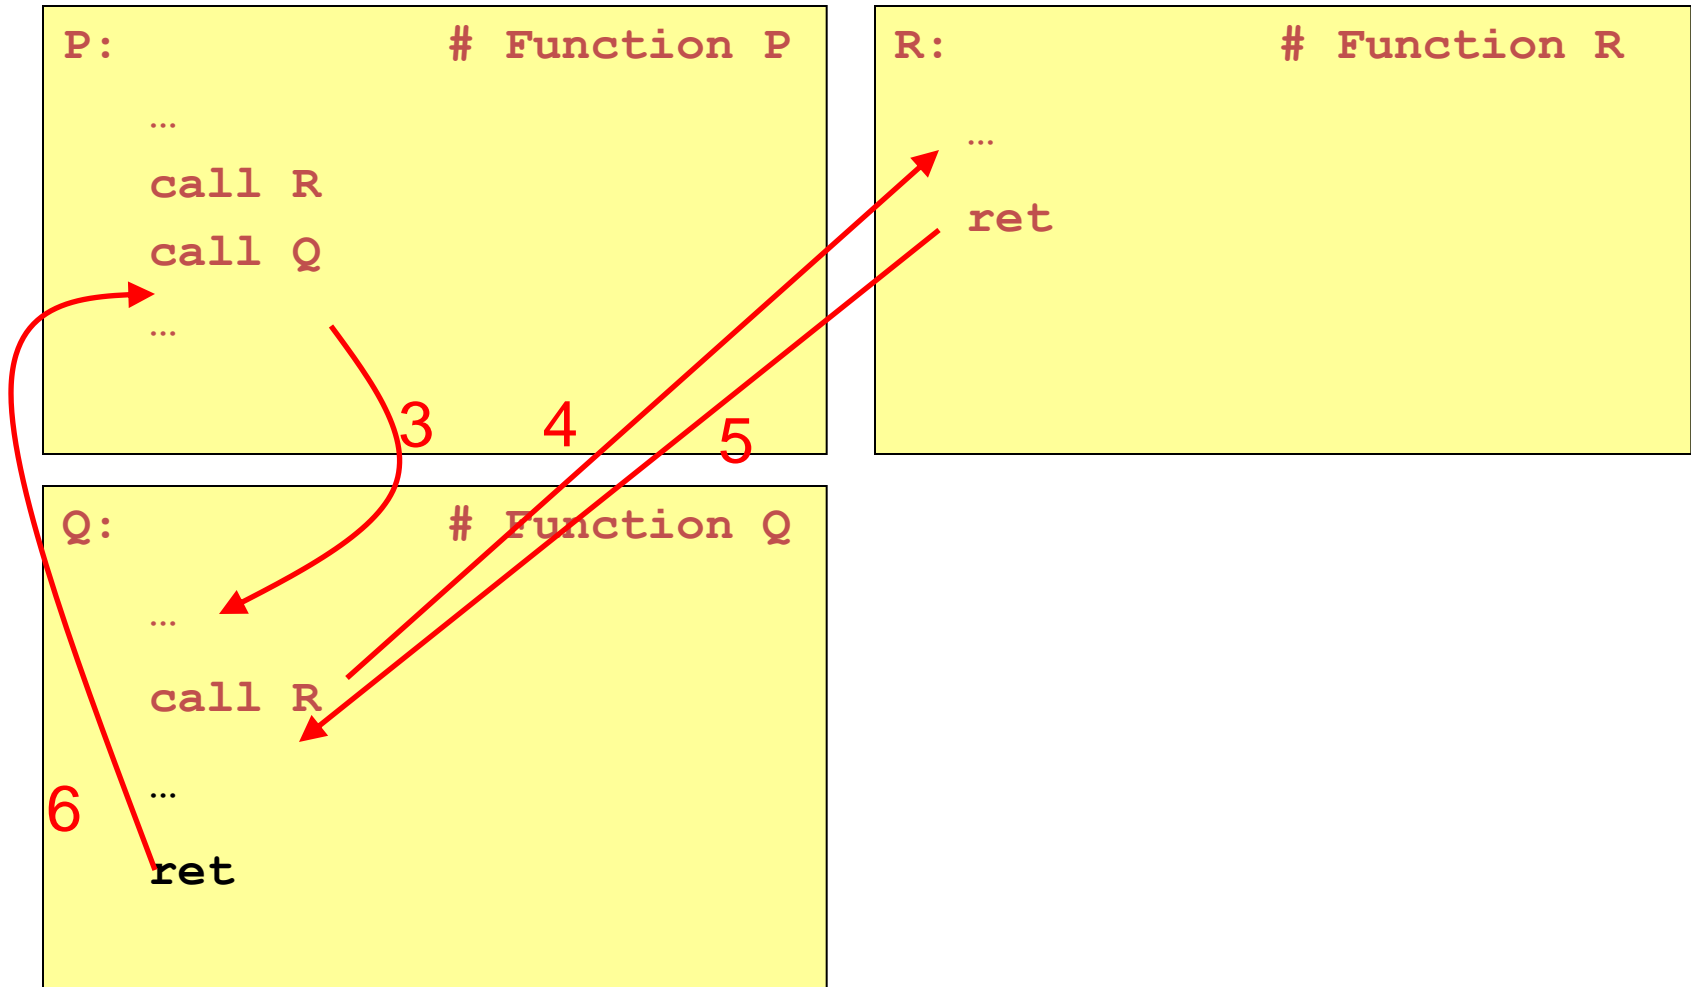 P: # Function P
…
call R
call Q
…
R: # Function R
…
ret
3 4 5
Q: # Function Q
…
call R
…
6
ret